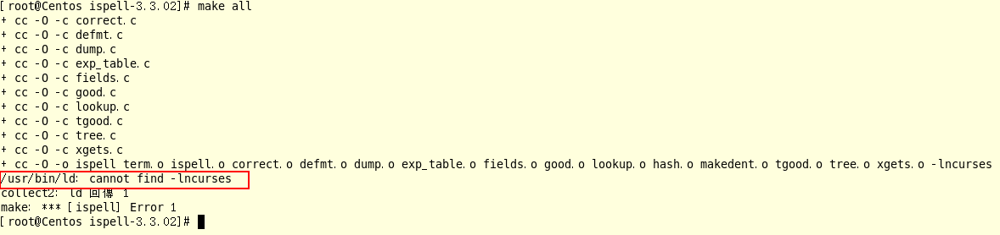 [root@Centos ispell-3.3.02]# make all
+ cc -O -c correct.c
+ cc -O -c defmt.c
+ cc -O -c dump.c
+ cc -O -c exp_table.c
+ cc -O -c fields.c
+ cc -O -c good.c
+ cc -O -c lookup.c
+ cc -O -c tgood.c
+ cc -O -c tree.c
+ cc -O -c xgets.c
+ cc -O -o ispell term.o ispell.o correct.o defmt.o dump.o exp_table.o fields.o good.o lookup.o hash.o makedent.o tgood.o tree.o xgets.o -lncurses
/usr/bin/ld: cannot find -lncurses
collect2: ld 回傳 1
make: *** [ispell] Error 1
[root@Centos ispell-3.3.02]#